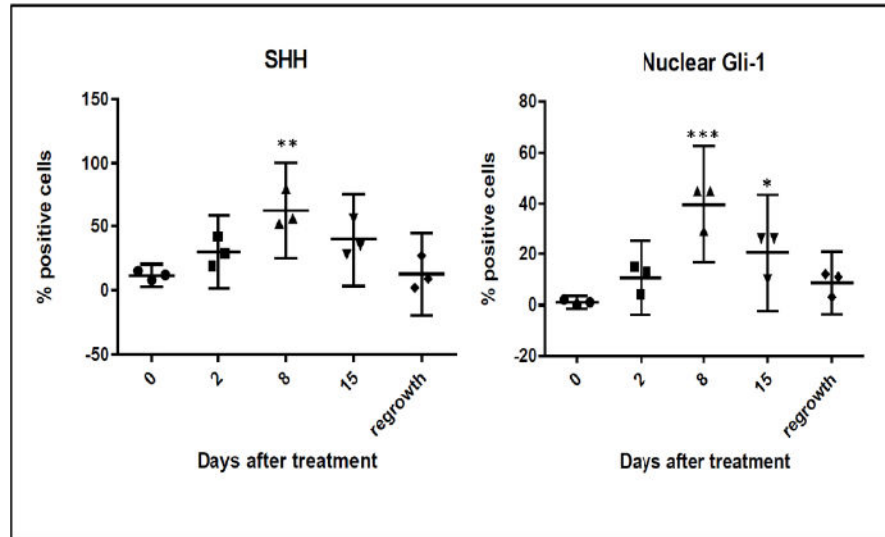 SHH
150
100
50
0
-50
% positive cells
**
0
2
8
15
regrowth
Days after treatment
Nuclear Gli-1
80
60
40
20
0
-20
% positive cells
***
*
0
2
8
15
regrowth
Days after treatment